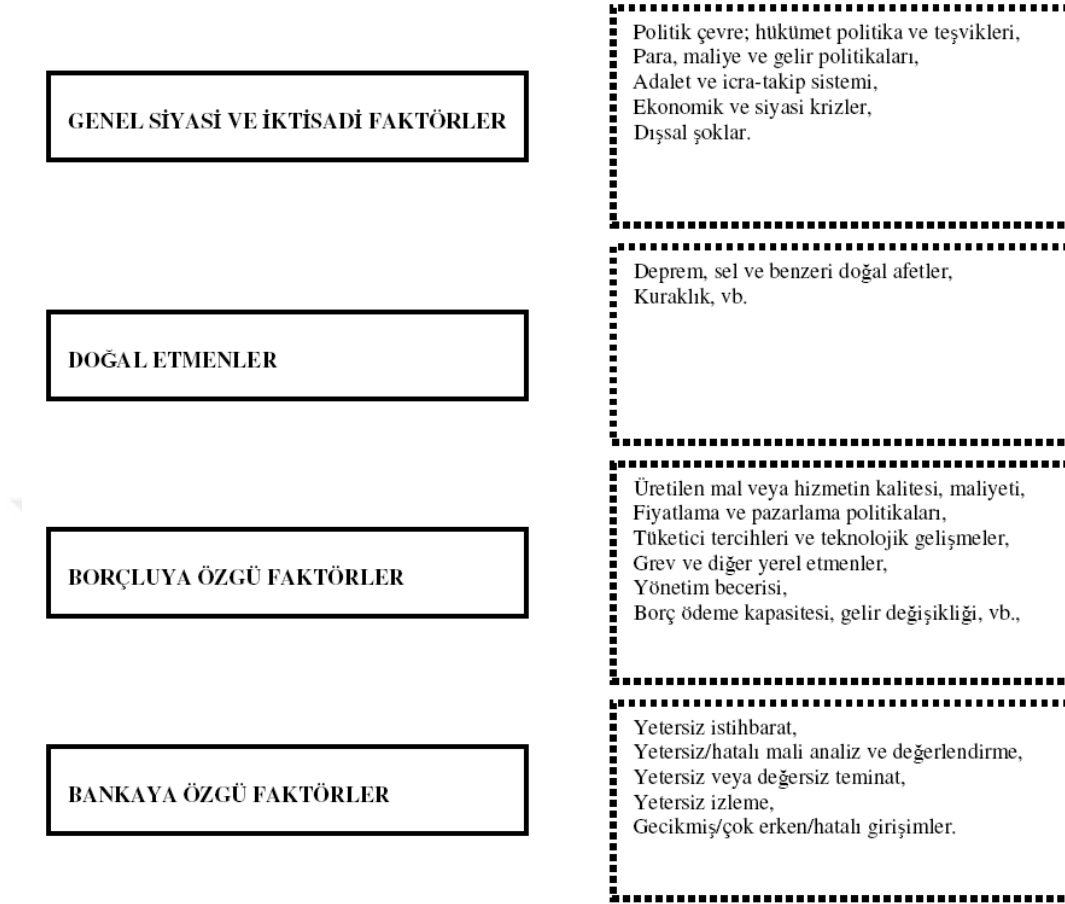 GENEL SİYASİ VE İKTİSADİ FAKTÖRLER
Politik çevre; hükümet politika ve teşvikleri,
Para, maliye ve gelir politikaları,
Adalet ve icra-takip sistemi,
Ekonomik ve siyasi krizler,
Dışsal şoklar.
DOĞAL ETMENLER
Deprem, sel ve benzeri doğal afetler,
Kuraklık, vb.
BORÇLUYA ÖZGÜ FAKTÖRLER
Üretilen mal veya hizmetin kalitesi, maliyeti,
Fiyatlama ve pazarlama politikaları,
Tüketici tercihleri ve teknolojik gelişmeler,
Grev ve diğer yerel etmenler,
Yönetim becerisi,
Borç ödeme kapasitesi, gelir değişikliği, vb.,
BANKAYA ÖZGÜ FAKTÖRLER
Yetersiz istihbarat,
Yetersiz/hatalı mali analiz ve değerlendirme,
Yetersiz veya değersiz teminat,
Yetersiz izleme,
Gecikmiş/çok erken/hatalı girişimler.